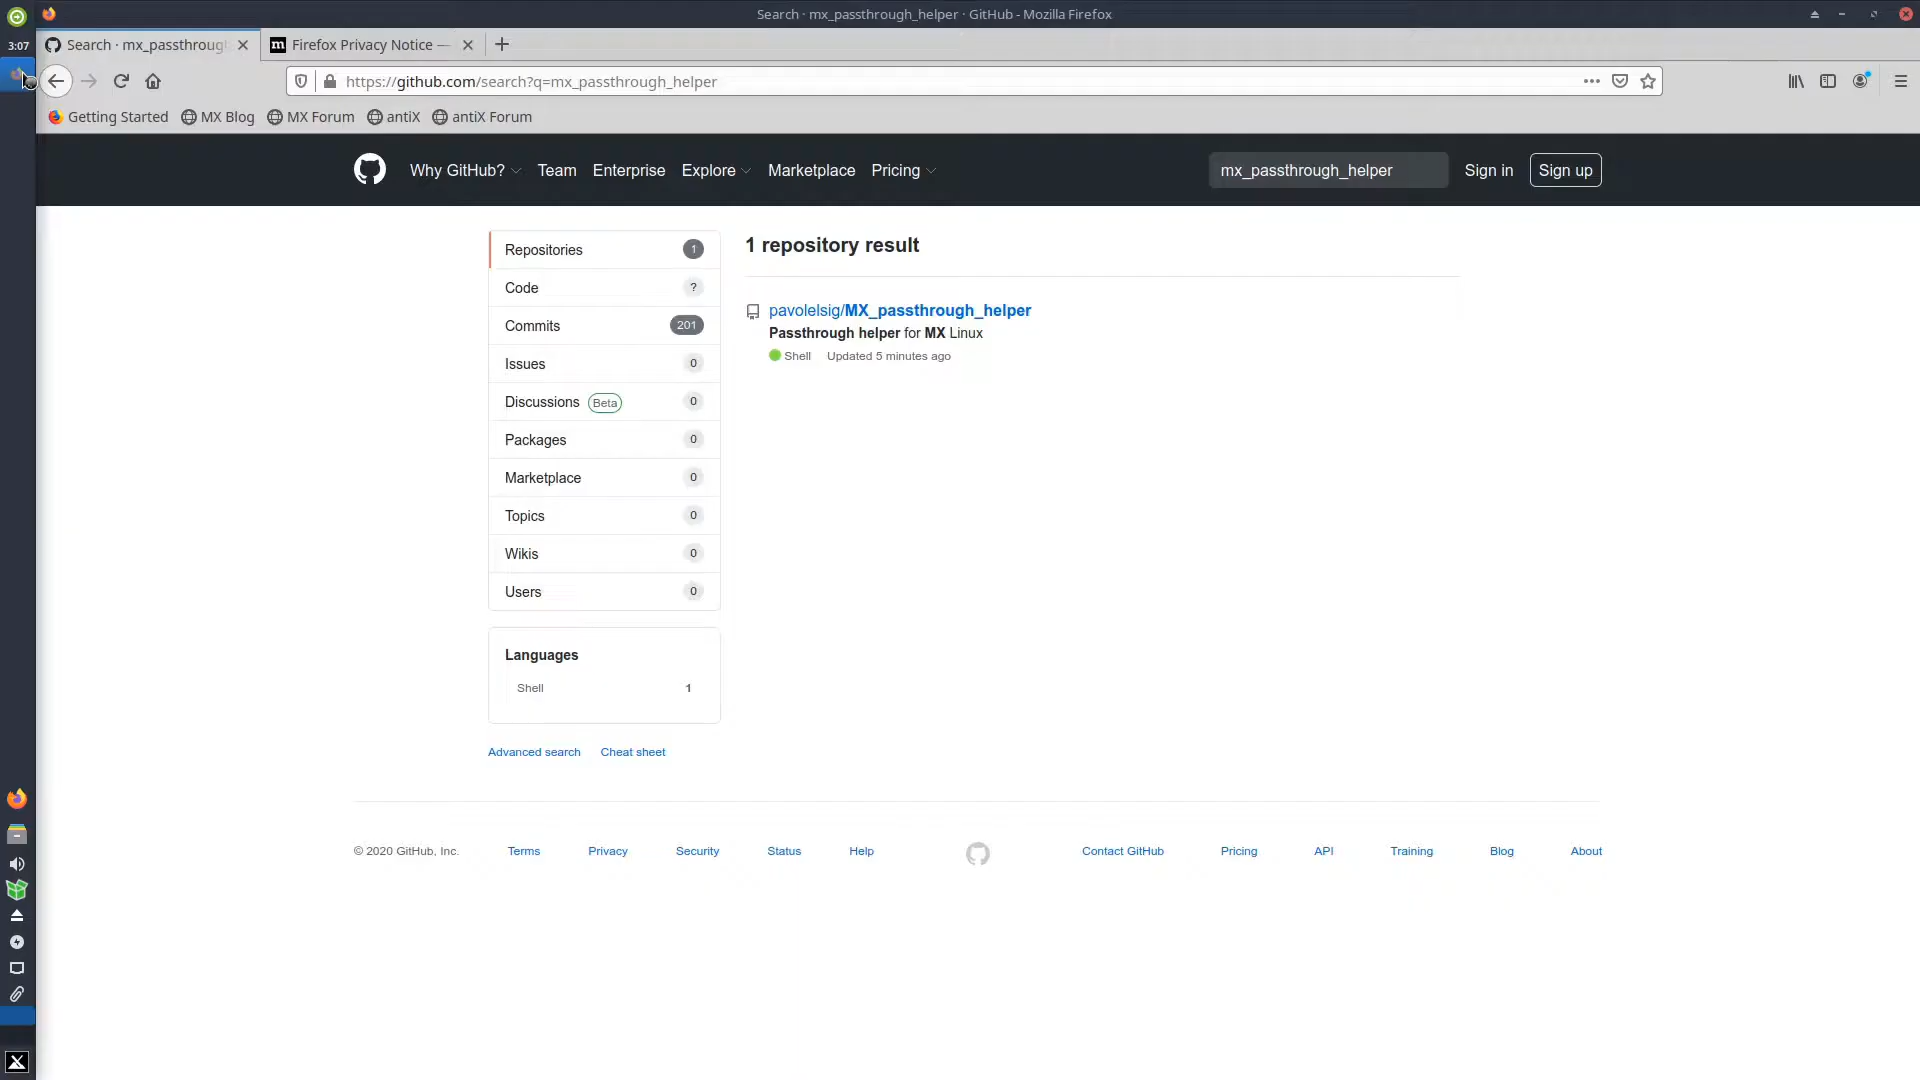 Search · mx_passthrough_helper · GitHub - Mozilla Firefox
3:07
Search · mx_passthroug
Firefox Privacy Notice —
https://github.com/search?q=mx_passthrough_helper
Getting Started MX Blog MX Forum antiX antiX Forum
Why GitHub? Team Enterprise Explore Marketplace Pricing
mx_passthrough_helper
Sign in
Sign up
Repositories 1
Code ?
Commits 201
Issues 0
Discussions Beta 0
Packages 0
Marketplace 0
Topics 0
Wikis 0
Users 0
Languages
Shell 1
Advanced search Cheat sheet
1 repository result
pavolelsig/MX_passthrough_helper
Passthrough helper for MX Linux
Shell Updated 5 minutes ago
© 2020 GitHub, Inc. Terms Privacy Security Status Help Contact GitHub Pricing API Training Blog About